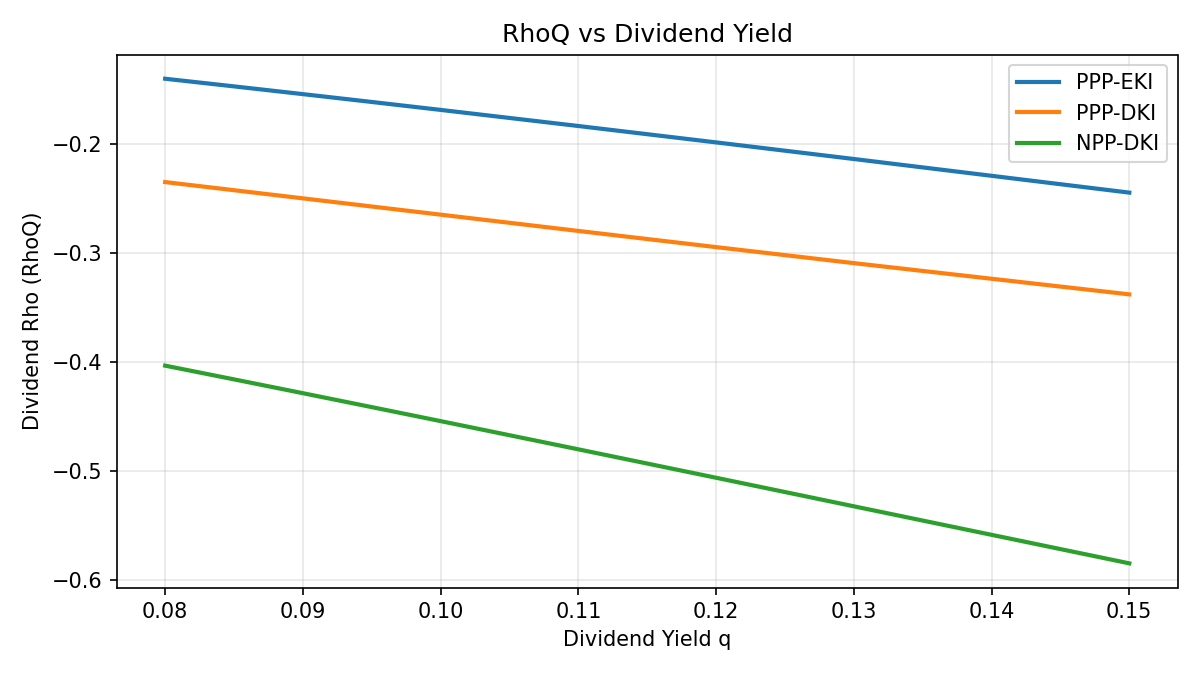 RhoQ vs Dividend Yield
PPP-EKI
PPP-DKI
NPP-DKI
Dividend Rho (RhoQ)
−0.2
−0.3
−0.4
−0.5
−0.6
0.08 0.09 0.10 0.11 0.12 0.13 0.14 0.15
Dividend Yield q